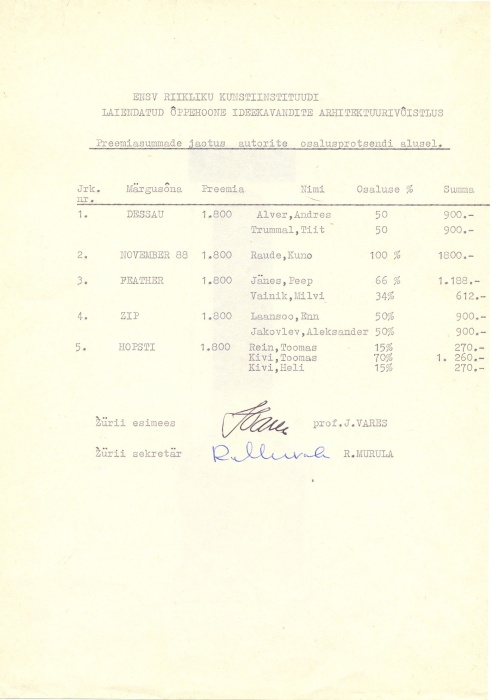 ENSV RIIKLIKU KUNSTIINSTITUUDI
LAIENDATUD ÕPPEHOONE IDEEKAVANDITE ARHITEKTUURIVÕISTLUS
Preemiasummade jaotus autorite osalusprotsendi alusel.
Jrk. nr. Märgusõna Preemia Nimi Osaluse % Summa
1. DESSAU 1.800 Alver,Andres 50 900.-
Trummal,Tiit 50 900.-
2. NOVEMBER 88 1.800 Raude,Kuno 100 % 1800.-
3. FEATHER 1.800 Jänes,Peep 66 % 1.188.-
Vainik,Milvi 34% 612.-
4. ZIP 1.800 Laansoo,Enn 50% 900.-
Jakovlev,Aleksander 50% 900.-
5. HOPSTI 1.800 Rein,Toomas 15% 270.-
Kivi,Toomas 70% 1. 260.-
Kivi,Heli 15% 270.-
Žürii esimees prof.J.VARES
Žürii sekretär R.MURULA